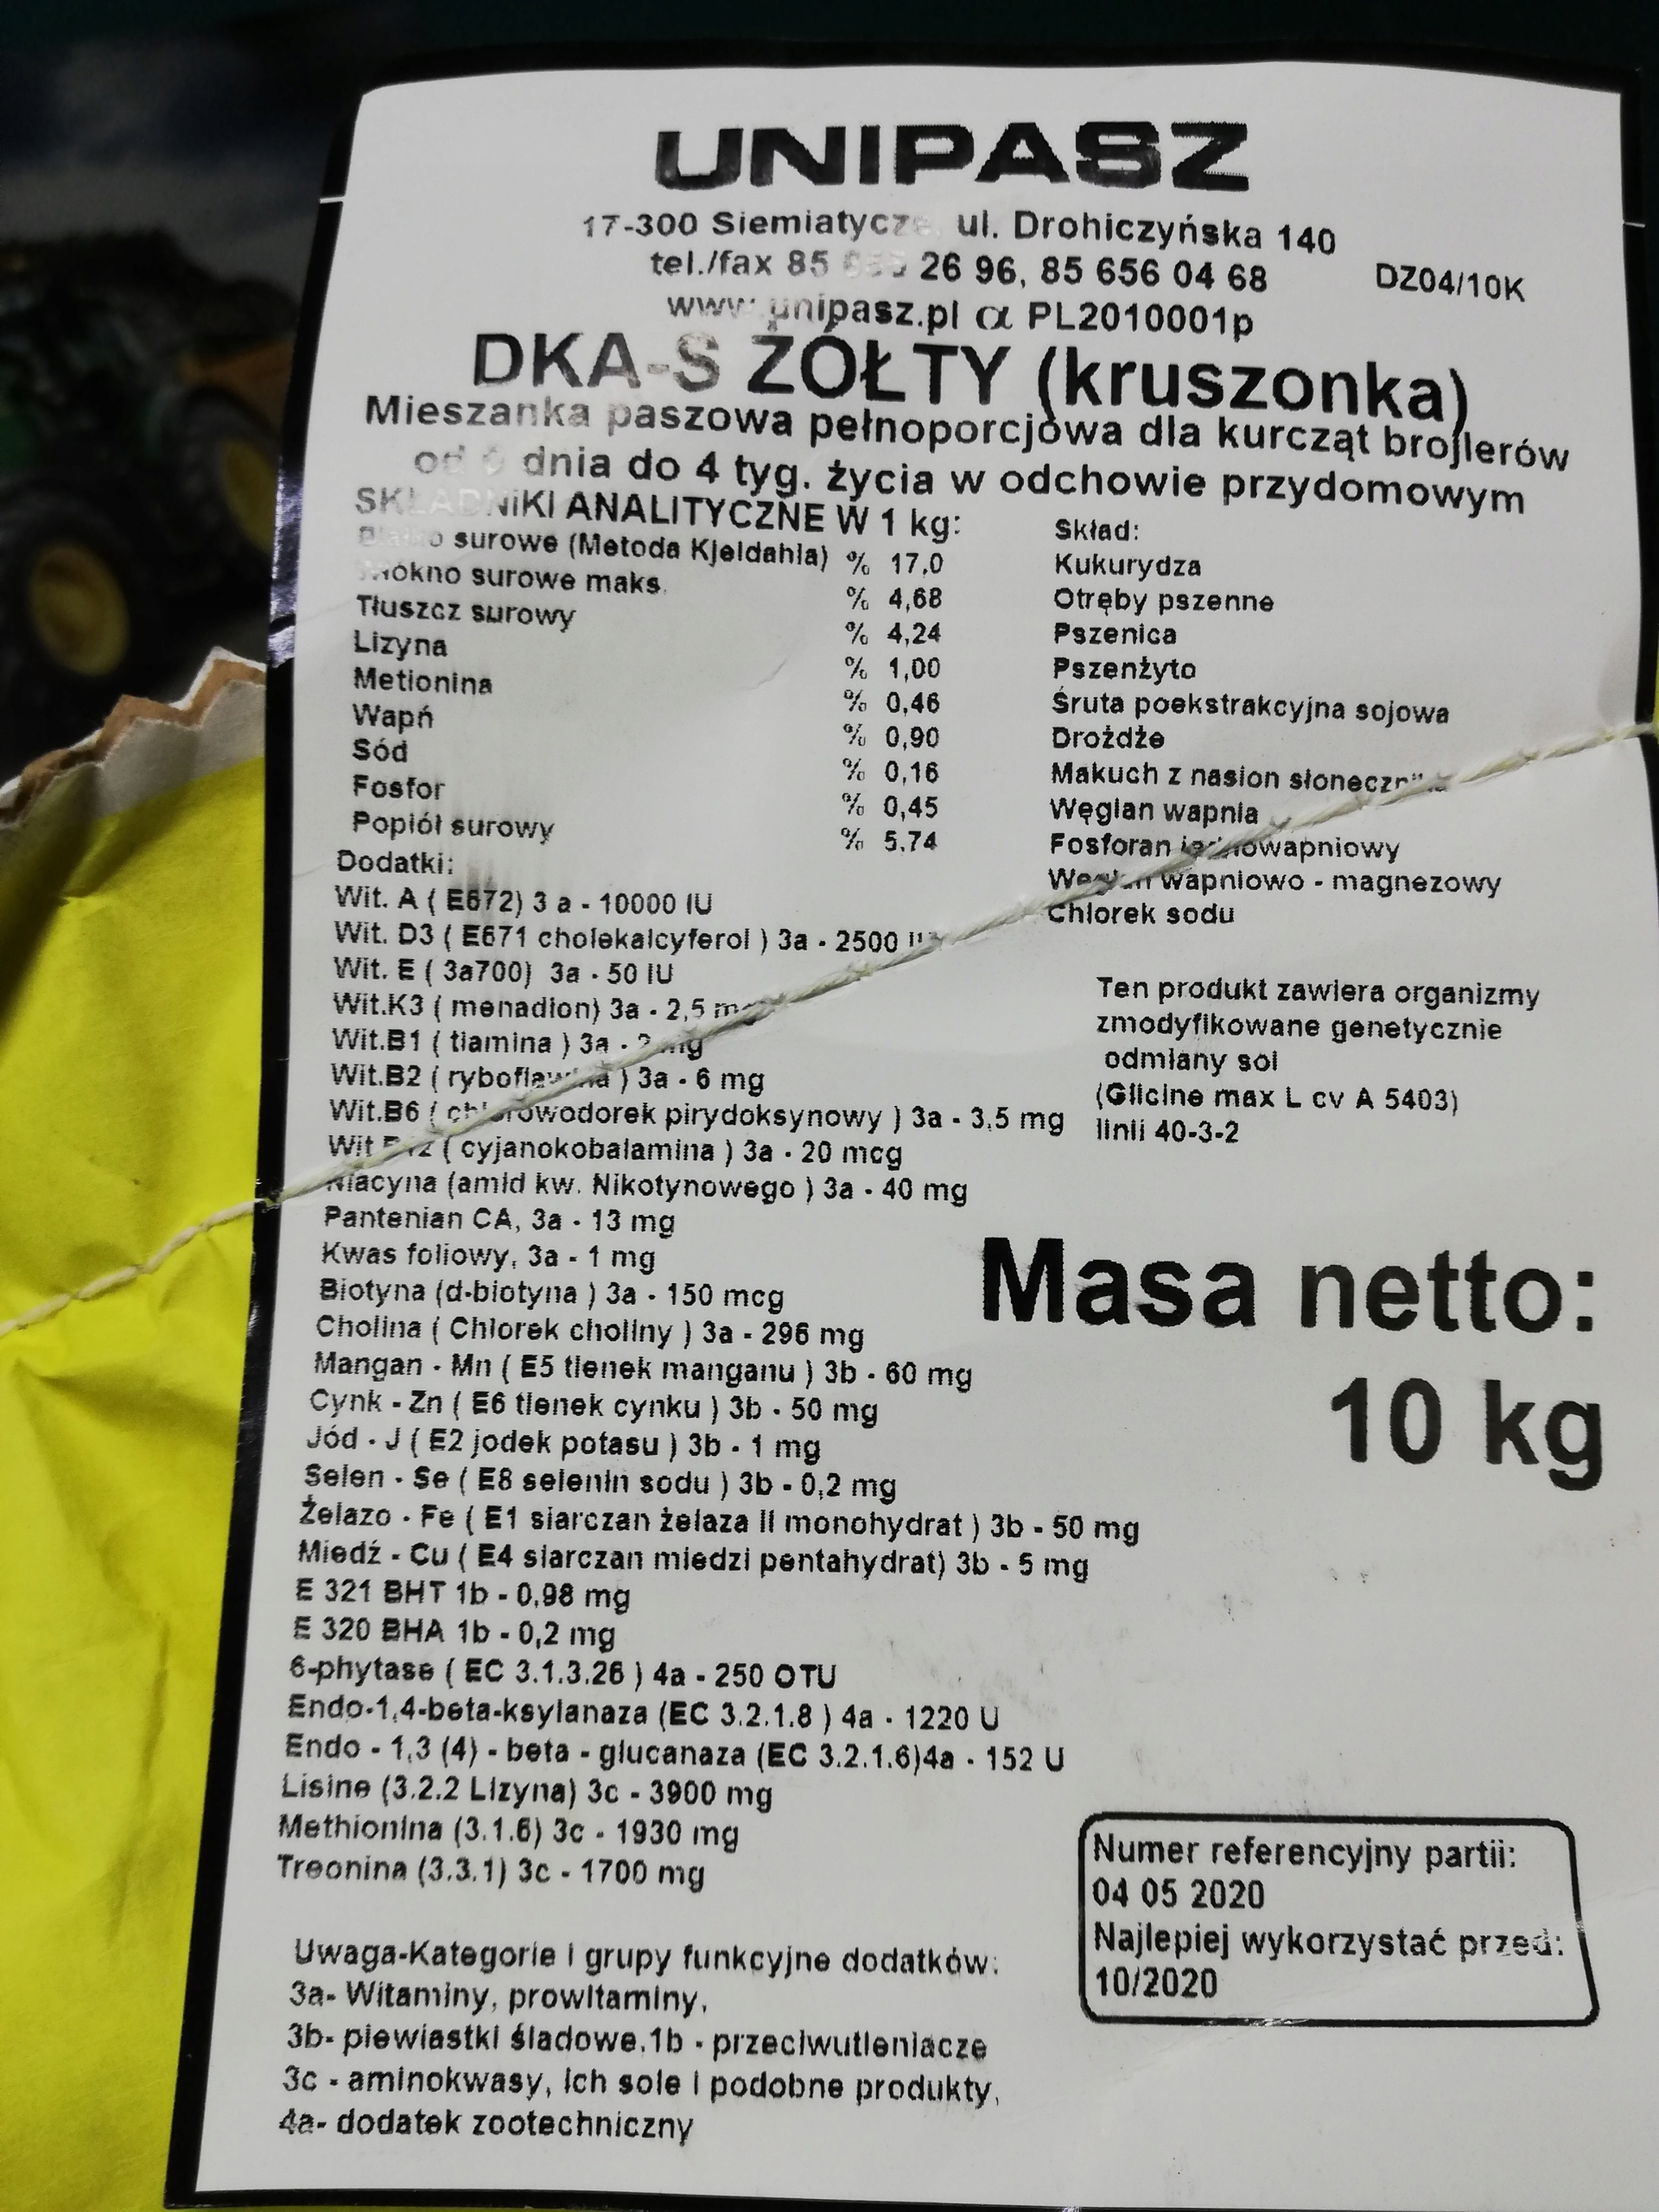 UNIPASZ
17-300 Siemiatycze, ul. Drohiczyńska 140
tel./fax 85 26 96, 85 656 04 68
DZ04/10K
www.unipasz.pl α PL2010001p
DKA-S ŻÓŁTY (kruszonka)
Mieszanka paszowa pełnoporcjowa dla kurcząt brojlerów
od dnia do 4 tyg. życia w odchowie przydomowym
SKŁADNIKI ANALITYCZNE W 1 kg:
Białko surowe (Metoda Kjeldahla) % 17,0
Włókno surowe maks. % 4,68
Tłuszcz surowy % 4,24
Lizyna % 1,00
Metionina % 0,46
Wapń % 0,90
Sód % 0,16
Fosfor % 0,45
Popiół surowy % 5,74
Dodatki:
Wit. A ( E672) 3 a - 10000 IU
Wit. D3 ( E671 cholekalcyferol ) 3a - 2500 IU
Wit. E ( 3a700) 3a - 50 IU
Wit.K3 ( menadion) 3a - 2,5 mg
Wit.B1 ( tiamina ) 3a - mg
Wit.B2 ( ryboflawina ) 3a - 6 mg
Wit.B6 ( chlorowodorek pirydoksynowy ) 3a - 3,5 mg
Wit B12 ( cyjanokobalamina ) 3a - 20 mcg
Niacyna (amid kw. Nikotynowego ) 3a - 40 mg
Pantenian CA, 3a - 13 mg
Kwas foliowy, 3a - 1 mg
Biotyna (d-biotyna ) 3a - 150 mcg
Cholina ( Chlorek choliny ) 3a - 296 mg
Mangan - Mn ( E5 tlenek manganu ) 3b - 60 mg
Cynk - Zn ( E6 tlenek cynku ) 3b - 50 mg
Jód - J ( E2 jodek potasu ) 3b - 1 mg
Selen - Se ( E8 selenin sodu ) 3b - 0,2 mg
Żelazo - Fe ( E1 siarczan żelaza II monohydrat ) 3b - 50 mg
Miedź - Cu ( E4 siarczan miedzi pentahydrat) 3b - 5 mg
E 321 BHT 1b - 0,98 mg
E 320 BHA 1b - 0,2 mg
6-phytase ( EC 3.1.3.26 ) 4a - 250 OTU
Endo-1,4-beta-ksylanaza (EC 3.2.1.8 ) 4a - 1220 U
Endo - 1,3 (4) - beta - glucanaza (EC 3.2.1.6)4a - 152 U
Lisine (3.2.2 Lizyna) 3c - 3900 mg
Methionina (3.1.6) 3c - 1930 mg
Treonina (3.3.1) 3c - 1700 mg
Uwaga-Kategorie i grupy funkcyjne dodatków:
3a- Witaminy, prowitaminy,
3b- piewiastki śladowe,1b - przeciwutleniacze
3c - aminokwasy, ich sole i podobne produkty,
4a- dodatek zootechniczny
Skład:
Kukurydza
Otręby pszenne
Pszenica
Pszenżyto
Śruta poekstrakcyjna sojowa
Drożdże
Makuch z nasion słonecznika
Węglan wapnia
Fosforan jednowapniowy
Węglan wapniowo - magnezowy
Chlorek sodu
Ten produkt zawiera organizmy
zmodyfikowane genetycznie
odmiany soi
(Glicine max L cv A 5403)
linii 40-3-2
Masa netto:
10 kg
Numer referencyjny partii:
04 05 2020
Najlepiej wykorzystać przed:
10/2020